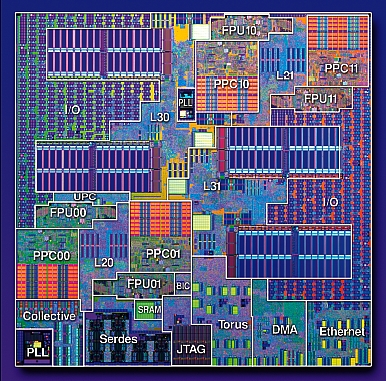 FPU10
L21
PPC11
PPC10
FPU11
PLL
I/O
L30
L31
UPC
I/O
FPU00
PPC00
L20
PPC01
FPU01
BIC
SRAM
Collective
Torus
DMA
Ethernet
Serdes
PLL
JTAG